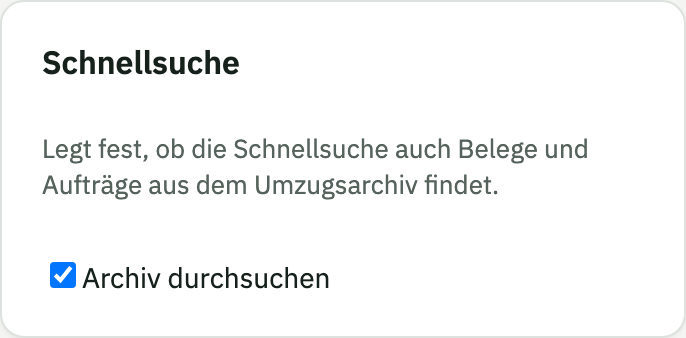 Schnellsuche
Legt fest, ob die Schnellsuche auch Belege und
Aufträge aus dem Umzugsarchiv findet.
Archiv durchsuchen